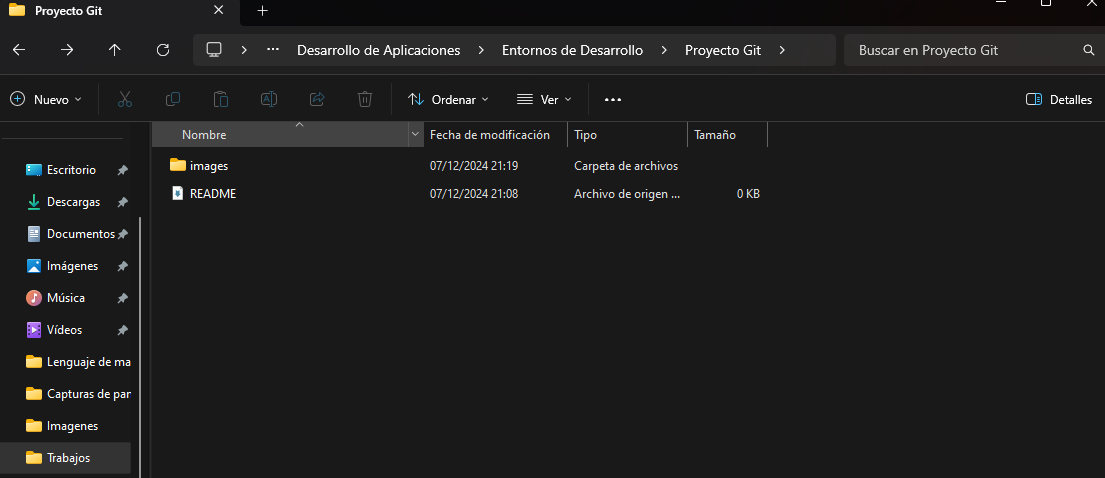 Proyecto Git
Desarrollo de Aplicaciones > Entornos de Desarrollo > Proyecto Git >
Buscar en Proyecto Git
Nuevo
Ordenar
Ver
Detalles
Nombre Fecha de modificación Tipo Tamaño
images 07/12/2024 21:19 Carpeta de archivos
README 07/12/2024 21:08 Archivo de origen ... 0 KB
Escritorio
Descargas
Documentos
Imágenes
Música
Vídeos
Lenguaje de ma
Capturas de par
Imagenes
Trabajos